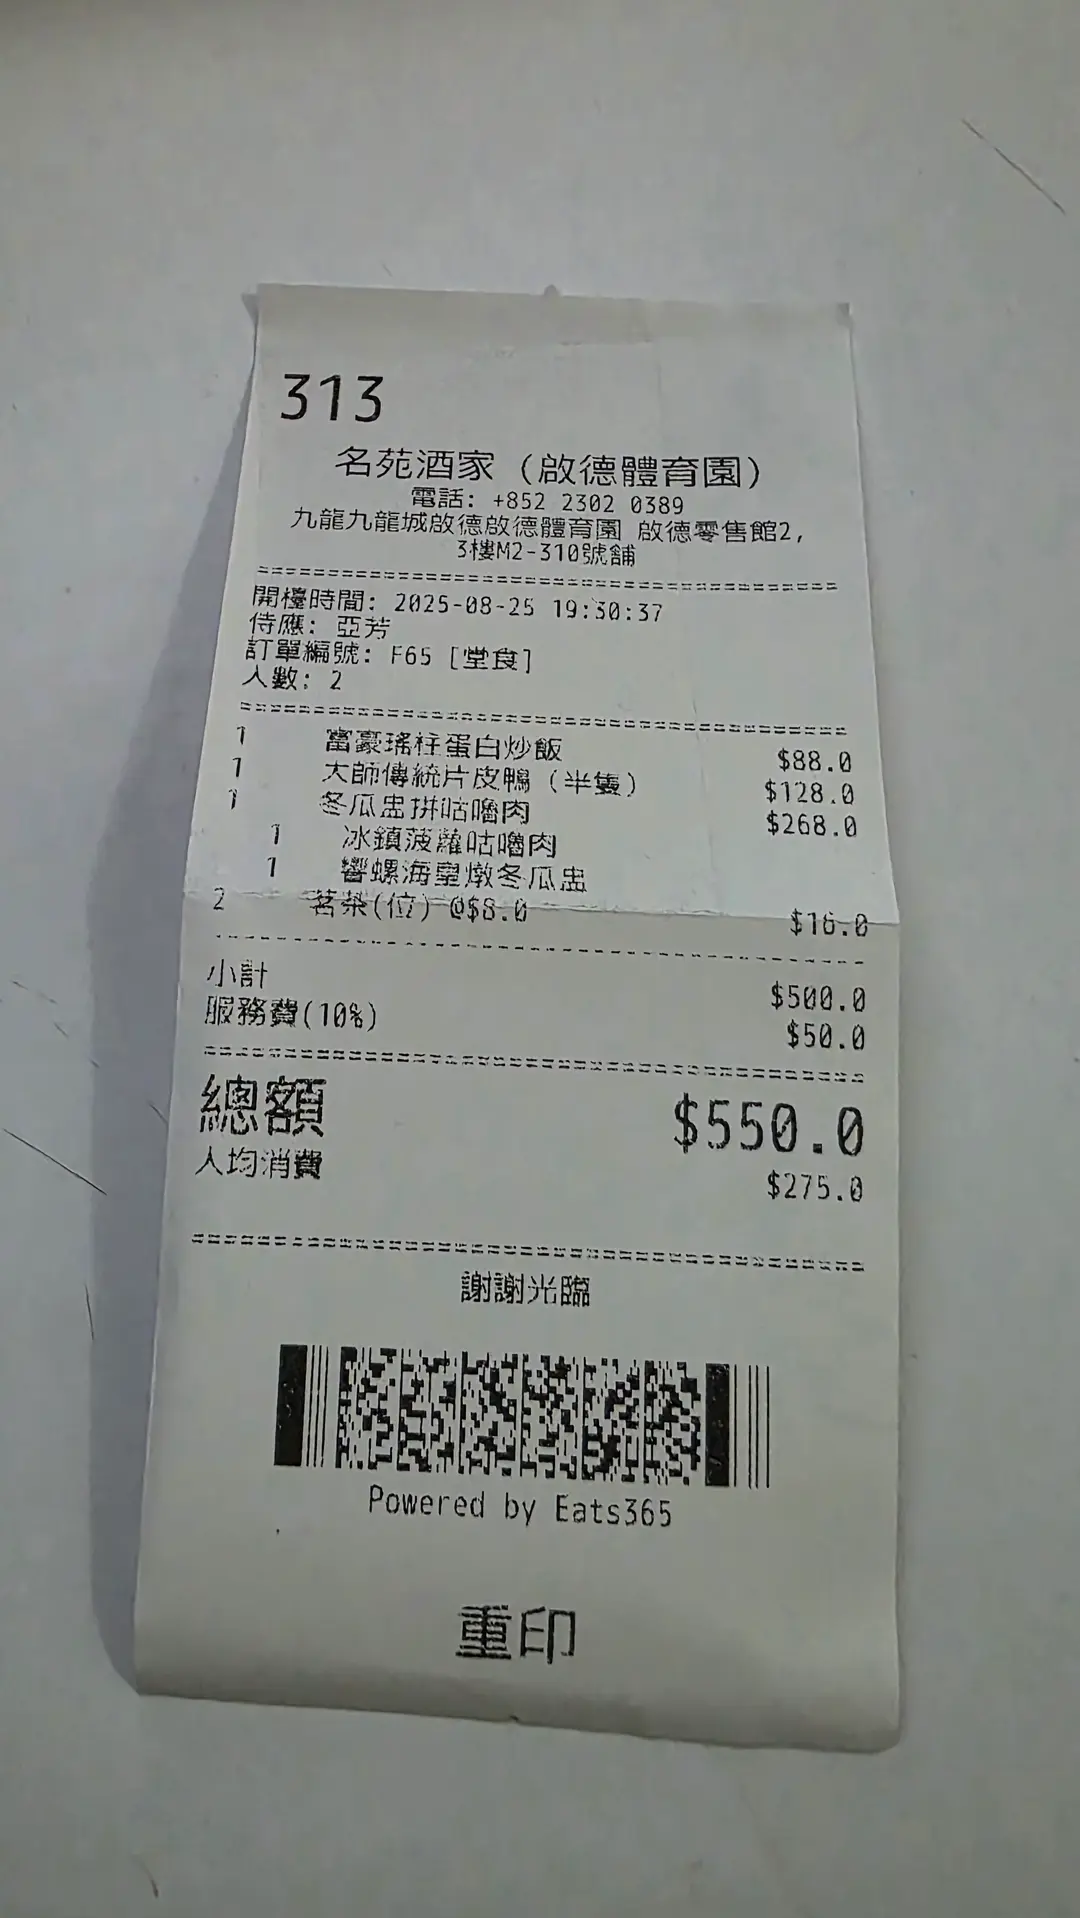 313
名苑酒家 (啟德體育園)
電話: +852 2302 0389
九龍九龍城啟德啟德體育園 啟德零售館2,
3樓M2-310號舖
開檯時間: 2025-08-25 19:30:37
侍應: 亞芳
訂單編號: F65 [堂食]
人數: 2
1 富豪瑤柱蛋白炒飯 $88.0
1 大師傳統片皮鴨 (半隻) $128.0
1 冬瓜盅拼咕嚕肉 $268.0
1 冰鎮菠蘿咕嚕肉
1 響螺海皇燉冬瓜盅
2 茗茶(位) @$8.0 $16.0
小計 $500.0
服務費(10%) $50.0
總額 $550.0
人均消費 $275.0
謝謝光臨
Powered by Eats365
重印